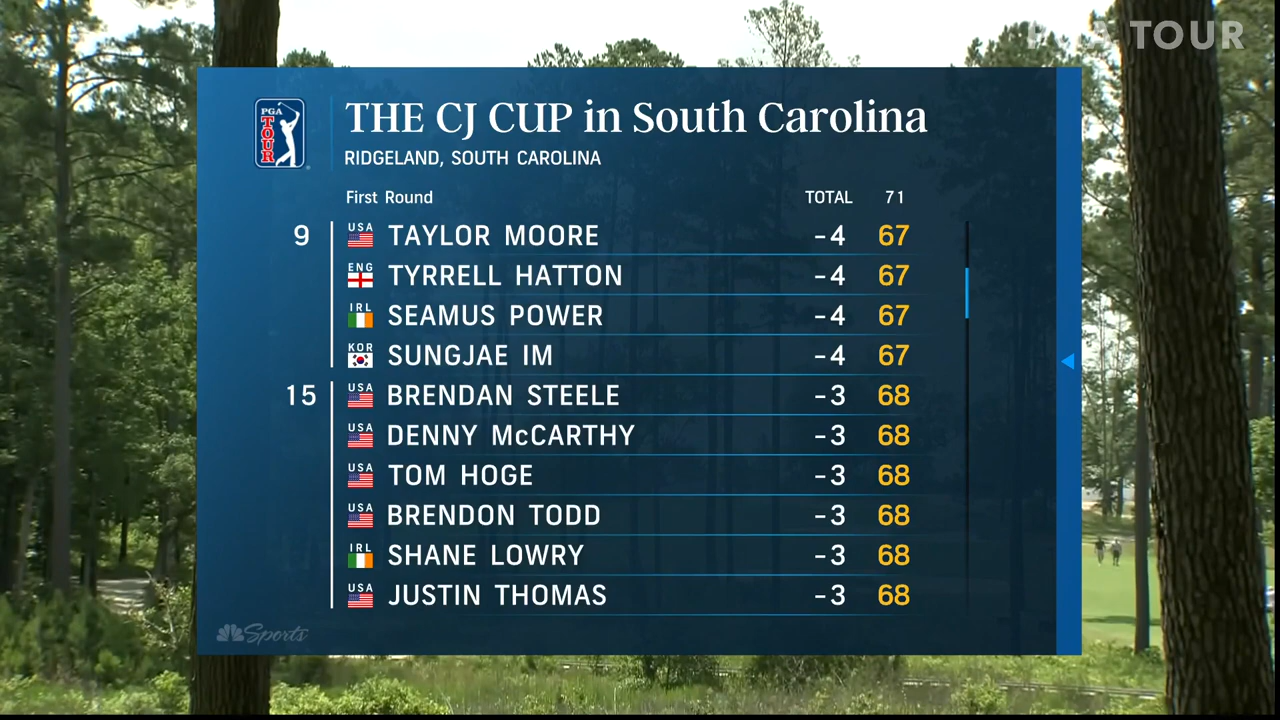 PGA TOUR
PGA TOUR
THE CJ CUP in South Carolina
RIDGELAND, SOUTH CAROLINA
First Round TOTAL 71
9 USA TAYLOR MOORE -4 67
ENG TYRRELL HATTON -4 67
IRL SEAMUS POWER -4 67
KOR SUNGJAE IM -4 67
15 USA BRENDAN STEELE -3 68
USA DENNY McCARTHY -3 68
USA TOM HOGE -3 68
USA BRENDON TODD -3 68
IRL SHANE LOWRY -3 68
USA JUSTIN THOMAS -3 68
Sports